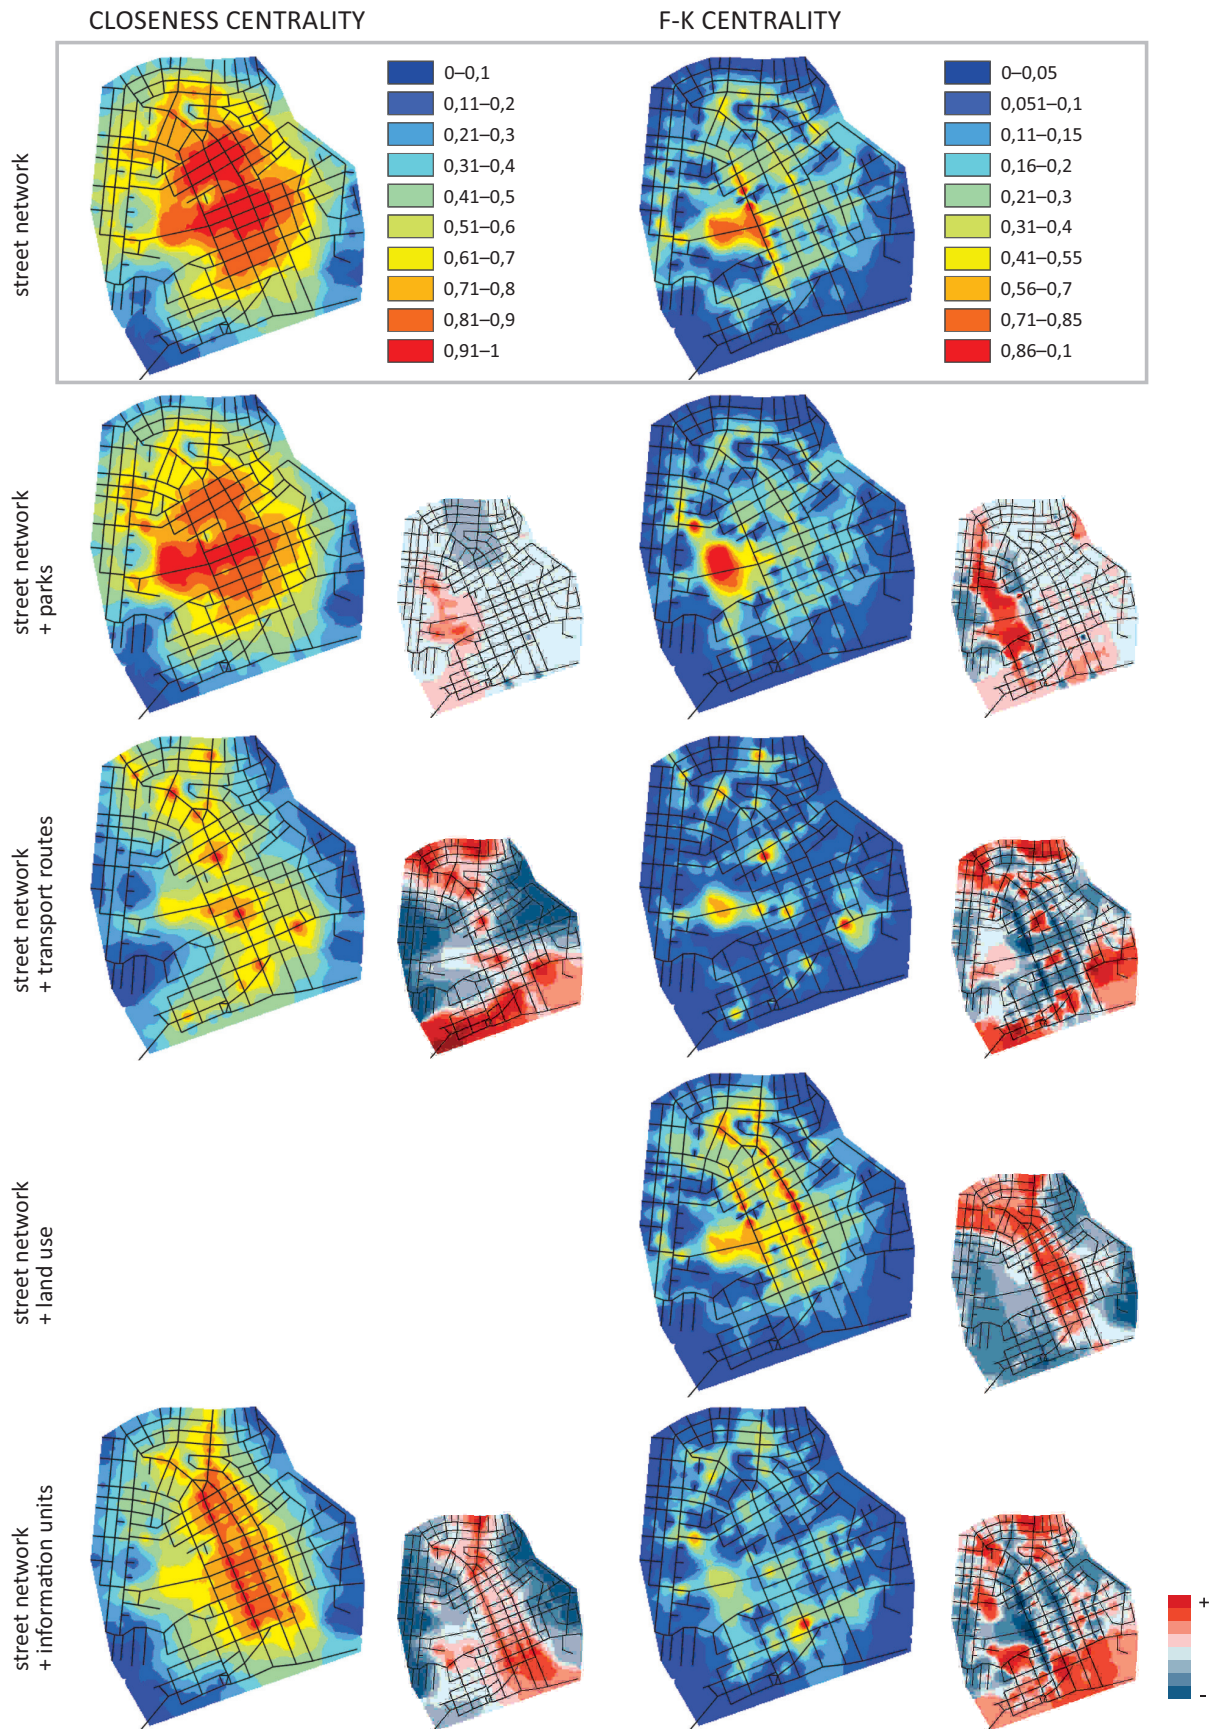 CLOSENESS CENTRALITY
F-K CENTRALITY
street network
0–0,1
0,11–0,2
0,21–0,3
0,31–0,4
0,41–0,5
0,51–0,6
0,61–0,7
0,71–0,8
0,81–0,9
0,91–1
0–0,05
0,051–0,1
0,11–0,15
0,16–0,2
0,21–0,3
0,31–0,4
0,41–0,55
0,56–0,7
0,71–0,85
0,86–0,1
street network
+ parks
street network
+ transport routes
street network
+ land use
street network
+ information units
+
-